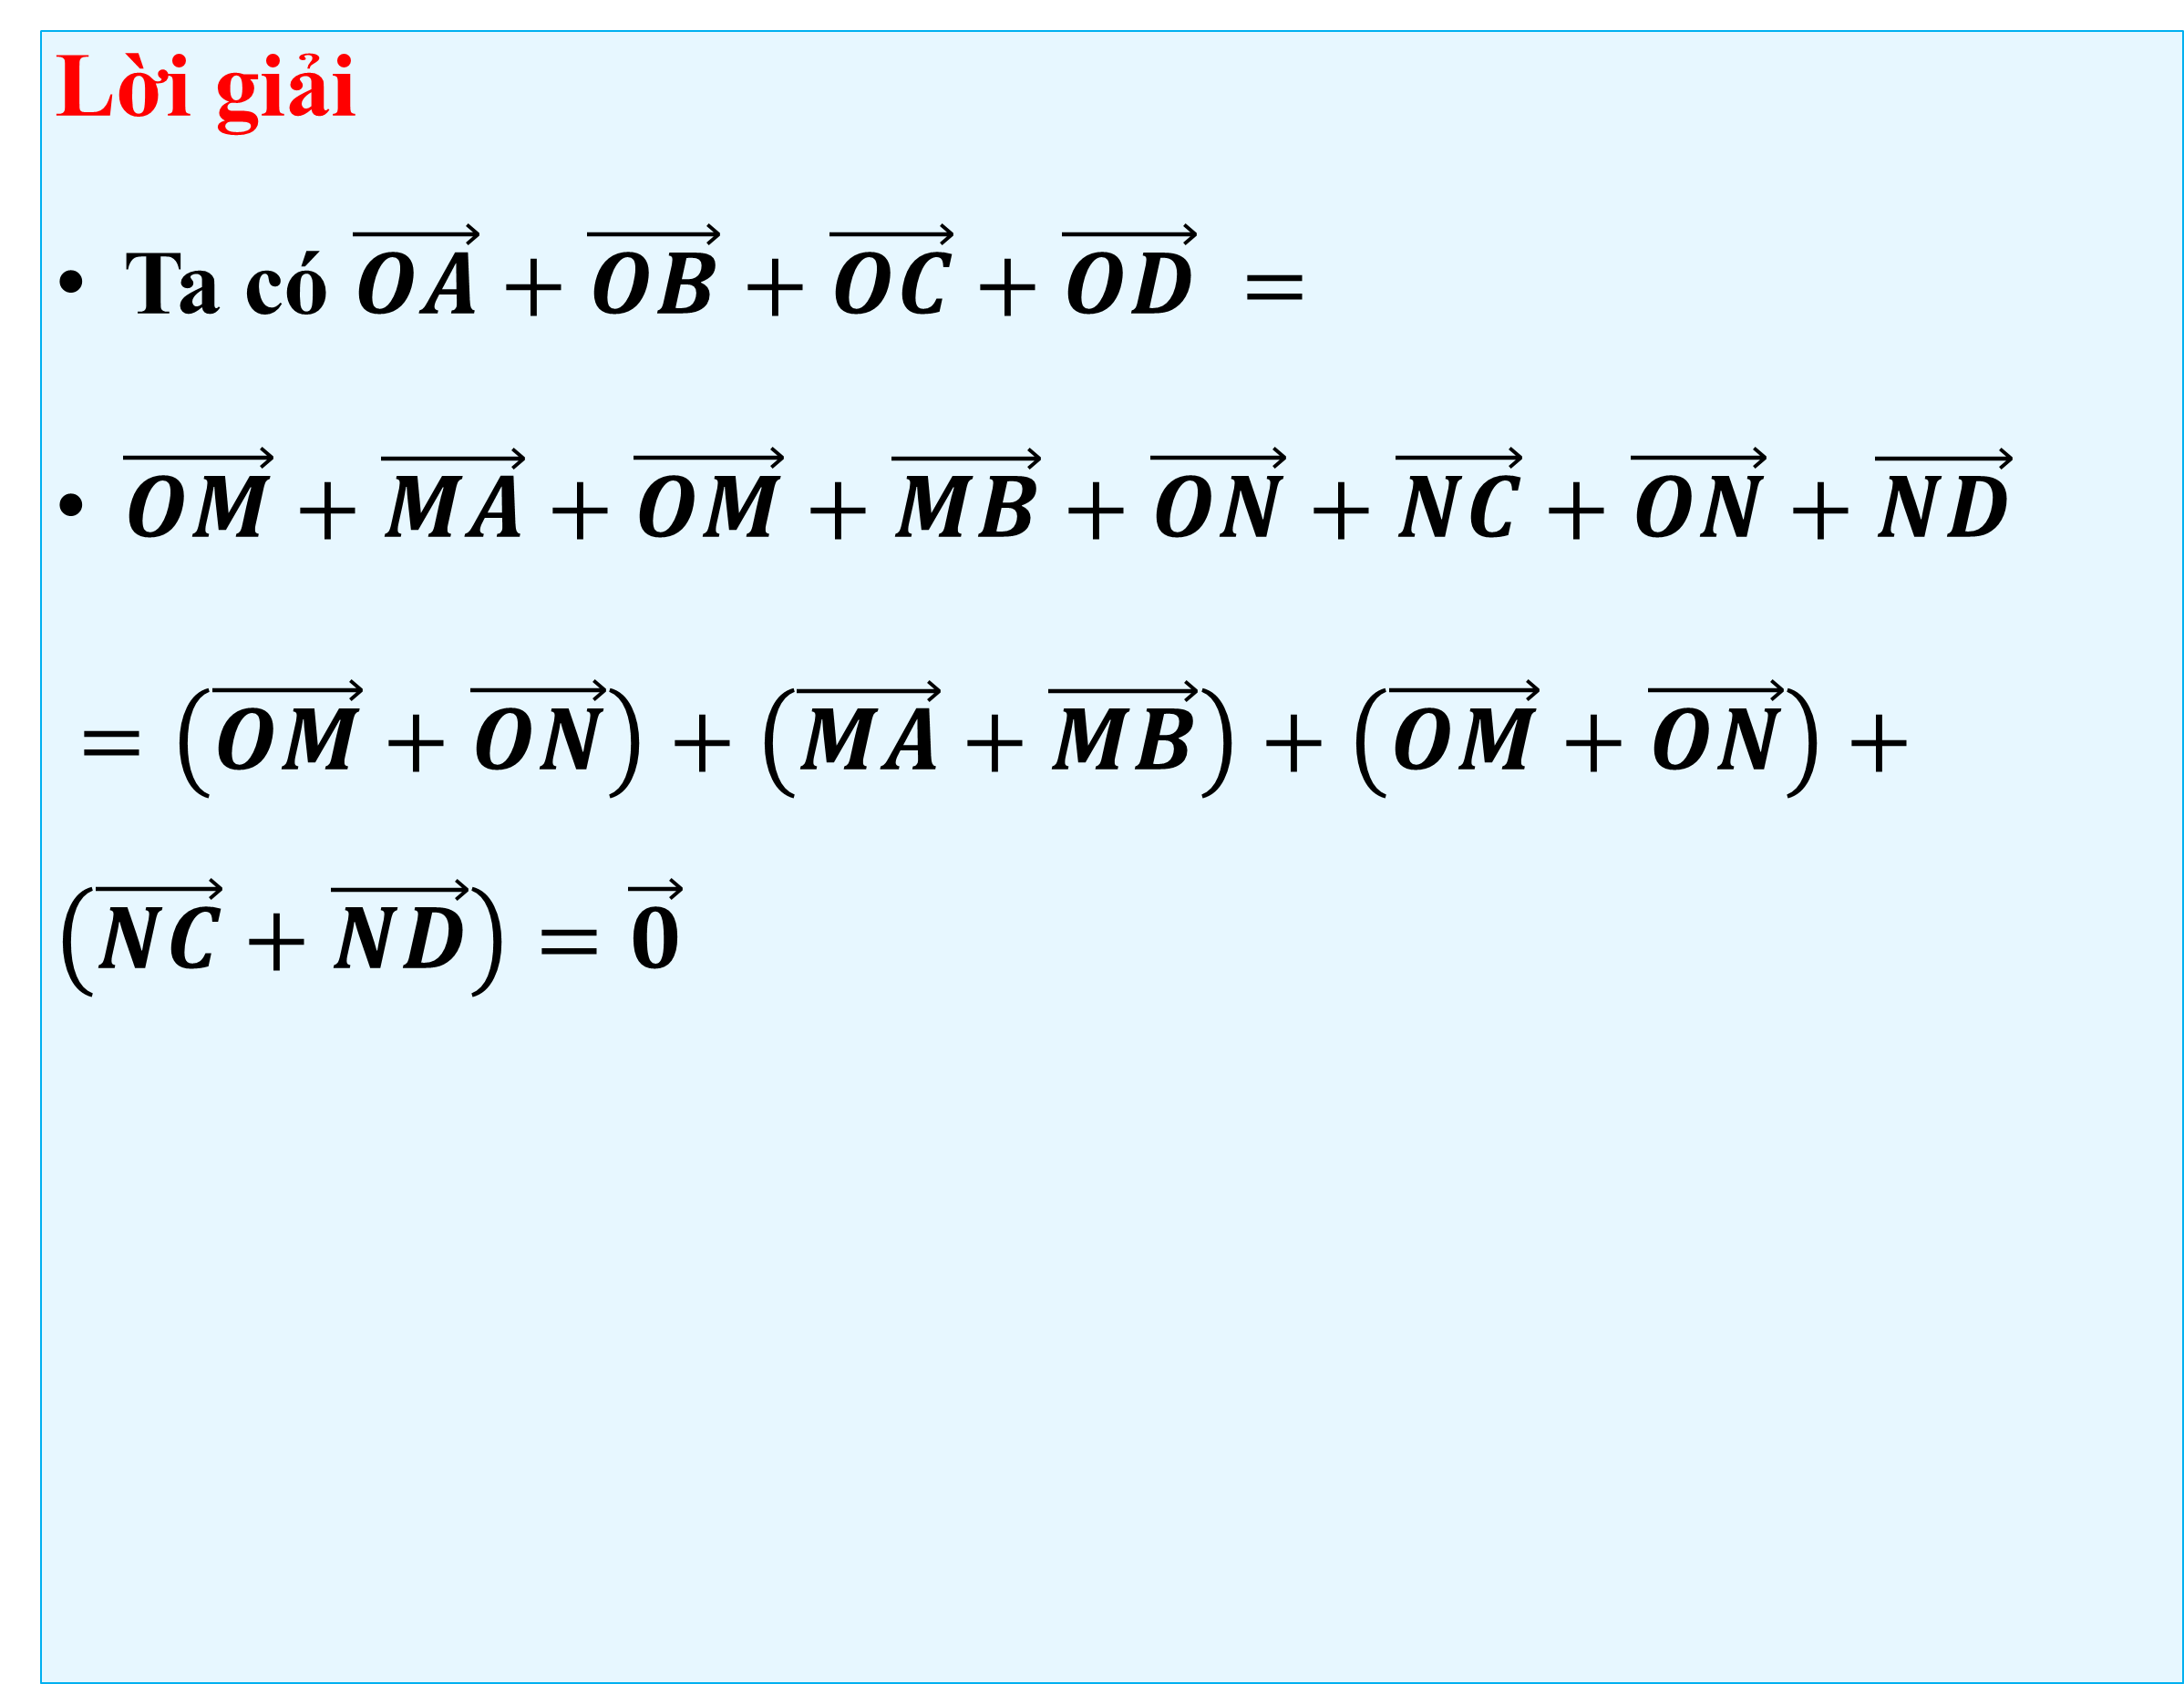 Lời giải
• Ta có $\overrightarrow{OA} + \overrightarrow{OB} + \overrightarrow{OC} + \overrightarrow{OD} =$
• $\overrightarrow{OM} + \overrightarrow{MA} + \overrightarrow{OM} + \overrightarrow{MB} + \overrightarrow{ON} + \overrightarrow{NC} + \overrightarrow{ON} + \overrightarrow{ND}$
$= (\overrightarrow{OM} + \overrightarrow{ON}) + (\overrightarrow{MA} + \overrightarrow{MB}) + (\overrightarrow{OM} + \overrightarrow{ON}) +$
$(\overrightarrow{NC} + \overrightarrow{ND}) = \overrightarrow{0}$